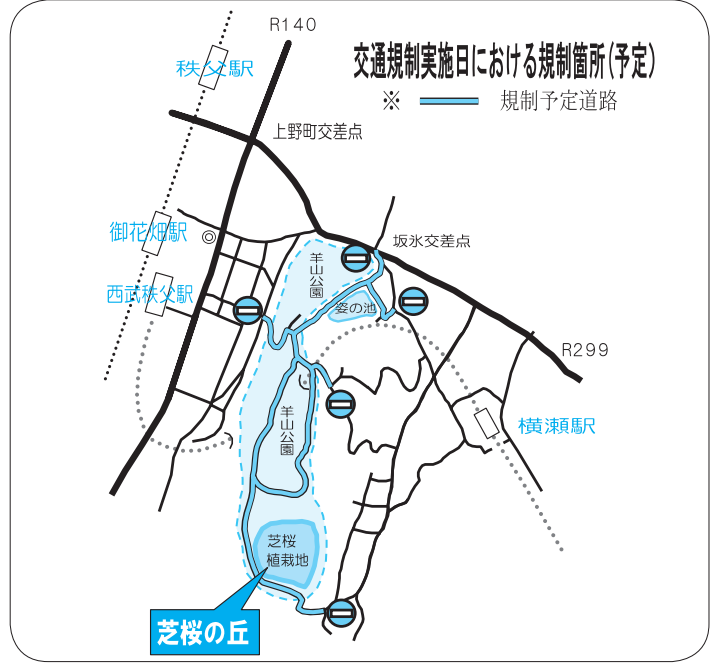 R140
秩父駅
交通規制実施日における規制箇所(予定)
※ 規制予定道路
上野町交差点
御花畑駅
坂氷交差点
羊山公園
西武秩父駅
姿の池
R299
羊山公園
横瀬駅
芝桜
植栽地
芝桜の丘